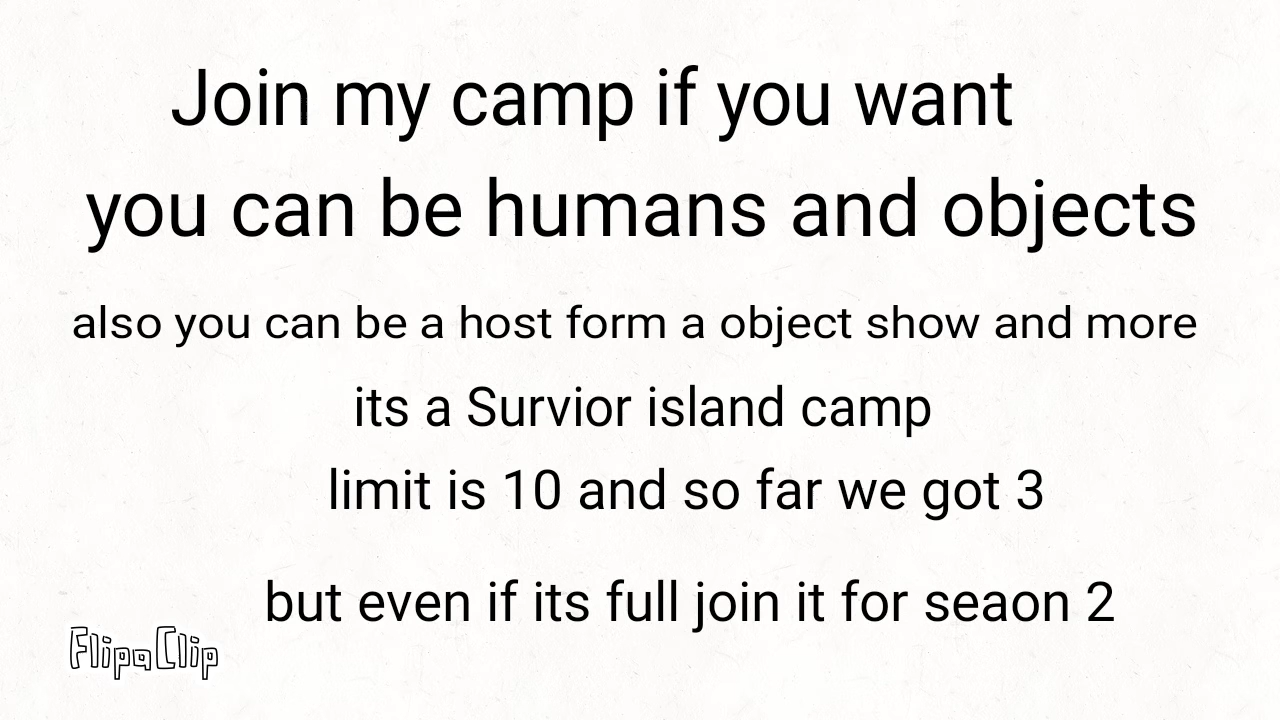 Join my camp if you want
you can be humans and objects
also you can be a host form a object show and more
its a Survior island camp
limit is 10 and so far we got 3
but even if its full join it for seaon 2
FlipaClip